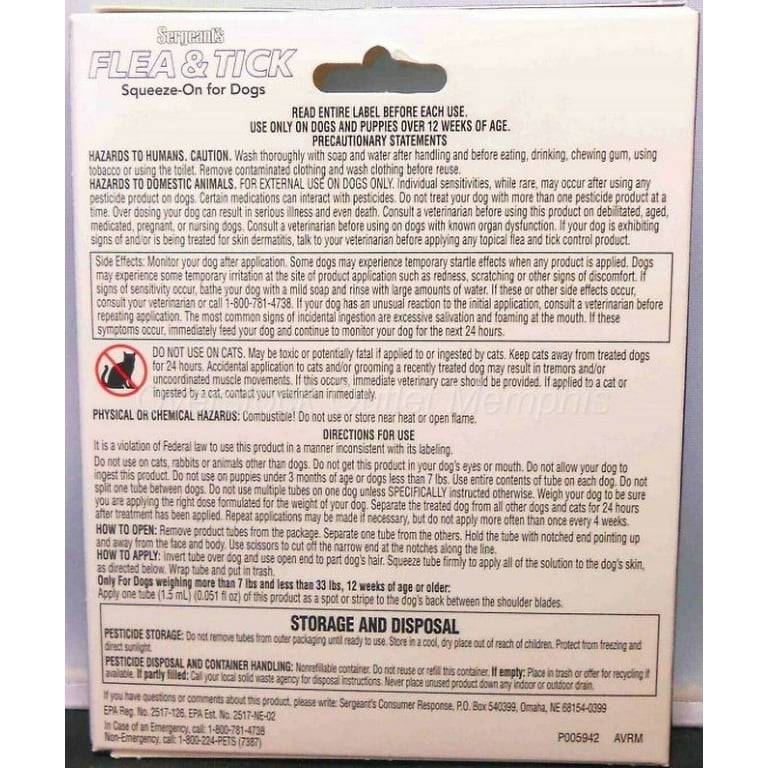 Sergeant's
FLEA & TICK
Squeeze-On for Dogs
READ ENTIRE LABEL BEFORE EACH USE.
USE ONLY ON DOGS AND PUPPIES OVER 12 WEEKS OF AGE.
PRECAUTIONARY STATEMENTS
HAZARDS TO HUMANS. CAUTION. Wash thoroughly with soap and water after handling and before eating, drinking, chewing gum, using
tobacco or using the toilet. Remove contaminated clothing and wash clothing before reuse.
HAZARDS TO DOMESTIC ANIMALS. FOR EXTERNAL USE ON DOGS ONLY. Individual sensitivities, while rare, may occur after using any
pesticide product on dogs. Certain medications can interact with pesticides. Do not treat your dog with more than one pesticide product at a
time. Over dosing your dog can result in serious illness and even death. Consult a veterinarian before using this product on debilitated, aged,
medicated, pregnant, or nursing dogs. Consult a veterinarian before using on dogs with known organ dysfunction. If your dog is exhibiting
signs of and/or is being treated for skin dermatitis, talk to your veterinarian before applying any topical flea and tick control product.
Side Effects: Monitor your dog after application. Some dogs may experience temporary startle effects when any product is applied. Dogs
may experience some temporary irritation at the site of product application such as redness, scratching or other signs of discomfort. If
signs of sensitivity occur, bathe your dog with a mild soap and rinse with large amounts of water. If these or other side effects occur,
consult your veterinarian or call 1-800-781-4738. If your dog has an unusual reaction to the initial application, consult a veterinarian before
repeating application. The most common signs of incidental ingestion are excessive salivation and foaming at the mouth. If these
symptoms occur, immediately feed your dog and continue to monitor your dog for the next 24 hours.
DO NOT USE ON CATS. May be toxic or potentially fatal if applied to or ingested by cats. Keep cats away from treated dogs
for 24 hours. Accidental application to cats and/or grooming a recently treated dog may result in tremors and/or
uncoordinated muscle movements. If this occurs, immediate veterinary care should be provided. If applied to a cat or
ingested by a cat, contact your veterinarian immediately.
Memphis
PHYSICAL OR CHEMICAL HAZARDS: Combustible! Do not use or store near heat or open flame.
DIRECTIONS FOR USE
It is a violation of Federal law to use this product in a manner inconsistent with its labeling.
Do not use on cats, rabbits or animals other than dogs. Do not get this product in your dog's eyes or mouth. Do not allow your dog to
ingest this product. Do not use on puppies under 3 months of age or dogs less than 7 lbs. Use entire contents of tube on each dog. Do not
split one tube between dogs. Do not use multiple tubes on one dog unless SPECIFICALLY instructed otherwise. Weigh your dog to be sure
you are applying the right dose formulated for the weight of your dog. Separate the treated dog from all other dogs and cats for 24 hours
after treatment has been applied. Repeat applications may be made if necessary, but do not apply more often than once every 4 weeks.
HOW TO OPEN: Remove product tubes from the package. Separate one tube from the others. Hold the tube with notched end pointing up
and away from the face and body. Use scissors to cut off the narrow end at the notches along the line.
HOW TO APPLY: Invert tube over dog and use open end to part dog's hair. Squeeze tube firmly to apply all of the solution to the dog's skin,
as directed below. Wrap tube and put in trash.
Only For Dogs weighing more than 7 lbs and less than 33 lbs, 12 weeks of age or older:
Apply one tube (1.5 mL) (0.051 fl oz) of this product as a spot or stripe to the dog's back between the shoulder blades.
STORAGE AND DISPOSAL
PESTICIDE STORAGE: Do not remove tubes from outer packaging until ready to use. Store in a cool, dry place out of reach of children. Protect from freezing and
direct sunlight.
PESTICIDE DISPOSAL AND CONTAINER HANDLING: Nonrefillable container. Do not reuse or refill this container. If empty: Place in trash or offer for recycling if
available. If partly filled: Call your local solid waste agency for disposal instructions. Never place unused product down any indoor or outdoor drain.
If you have questions or comments about this product, please write: Sergeant's Consumer Response, P.O. Box 540399, Omaha, NE 68154-0399
EPA Reg. No. 2517-126, EPA Est. No. 2517-NE-02
In Case of an Emergency, call: 800-781-4738
Non-Emergency, call: 1-800-224-PETS (7387)
P005942 AVRM